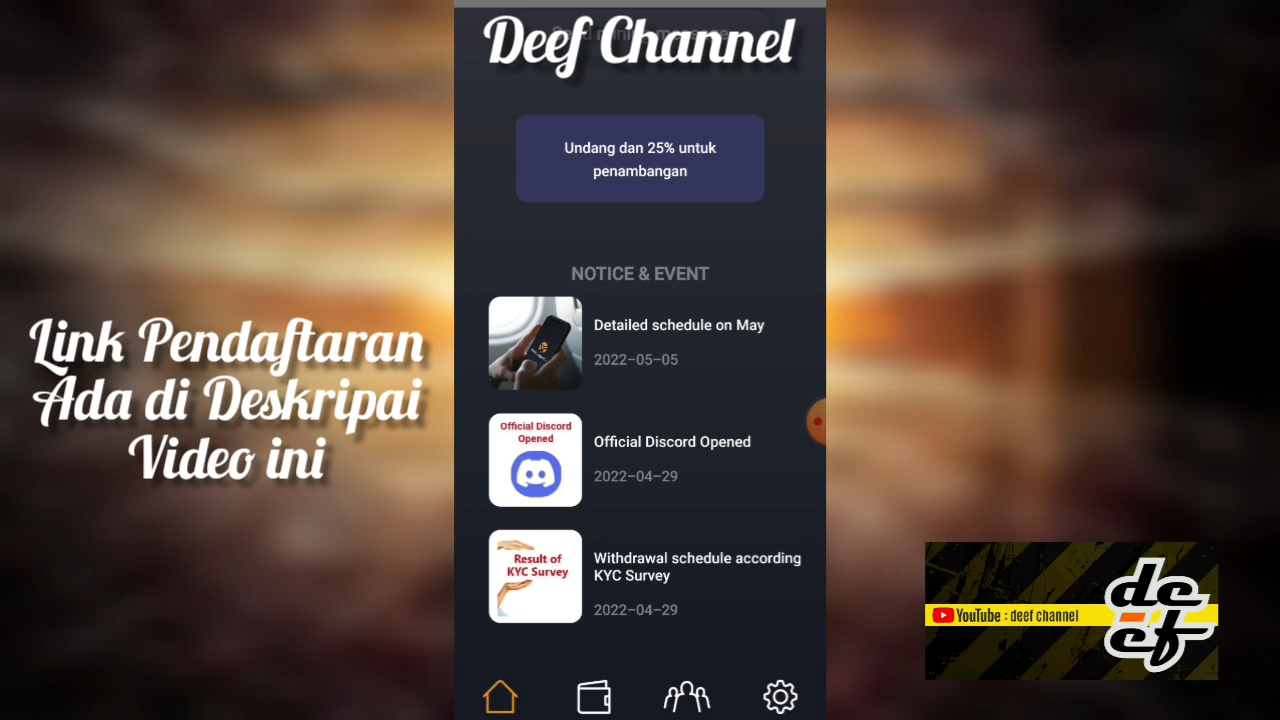 Deef Channel
Undang dan 25% untuk
penambangan
NOTICE & EVENT
Detailed schedule on May
2022-05-05
Link Pendaftaran
Ada di Deskripai
Video ini
Official Discord
Opened
Official Discord Opened
2022-04-29
Result of
KYC Survey
Withdrawal schedule according
KYC Survey
2022-04-29
YouTube : deef channel
deef